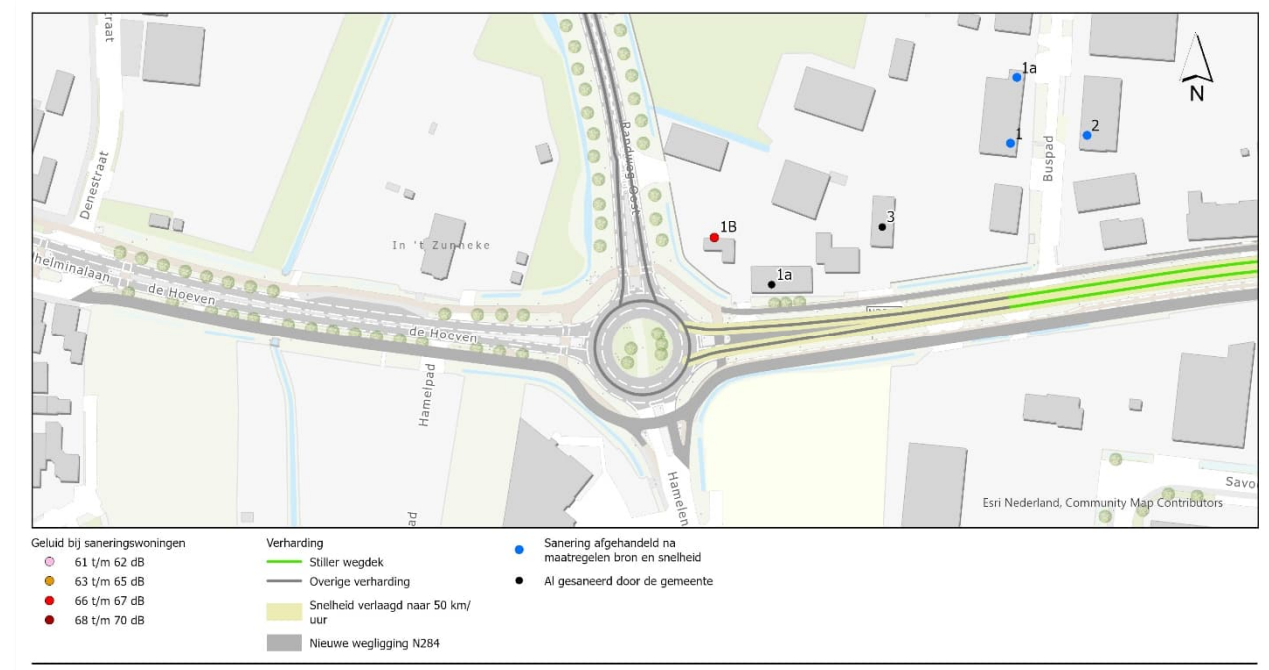 straat
Denestraat
helminalaan
de Hoeven
de Hoeven
Hamelpad
ad
In 't Zunneke
Randweg-Oost
1B
1a
3
1a
1
2
Buspad
N
Hamelen
Savou
Esri Nederland, Community Map Contributors
Geluid bij saneringswoningen
61 t/m 62 dB
63 t/m 65 dB
66 t/m 67 dB
68 t/m 70 dB
Verharding
Stiller wegdek
Overige verharding
Snelheid verlaagd naar 50 km/
uur
Nieuwe wegligging N284
Sanering afgehandeld na
maatregelen bron en snelheid
Al gesaneerd door de gemeente